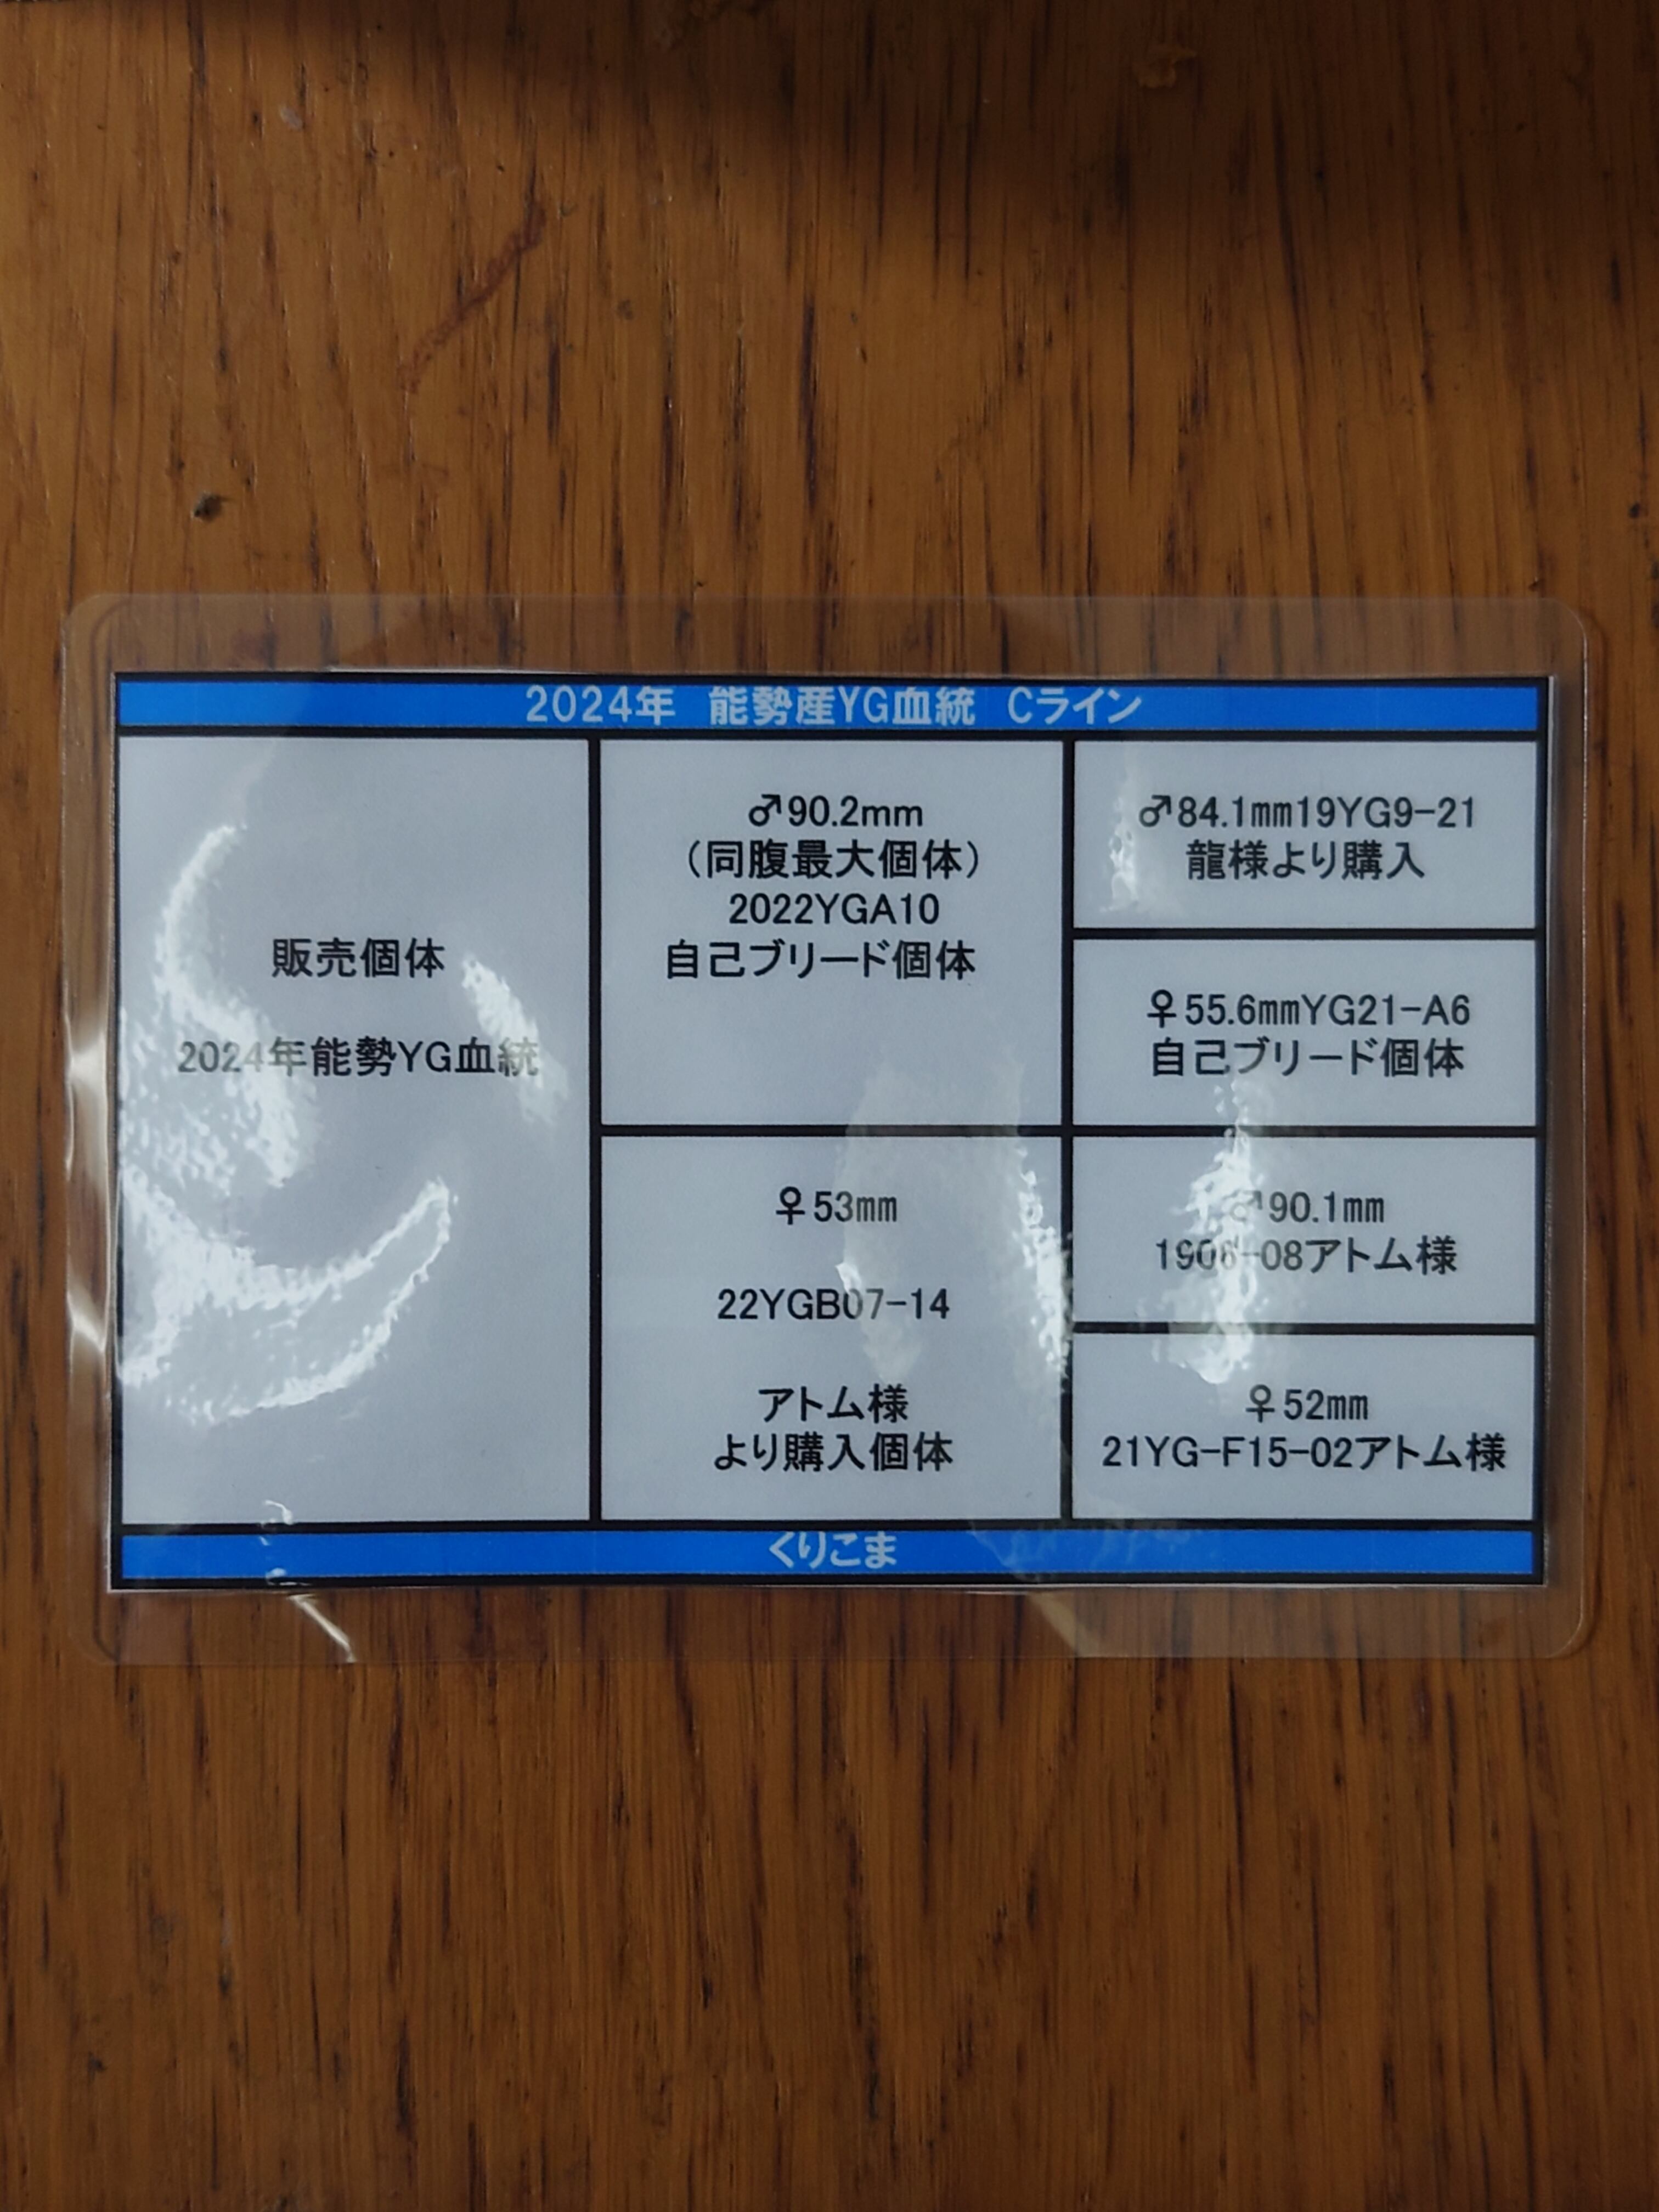 2024年 能勢産YG血統 Cライン
販売個体
2024年能勢YG血統
♂90.2mm
（同腹最大個体）
2022YGA10
自己ブリード個体
♀53mm
22YGB07-14
アトム様
より購入個体
♂84.1mm19YG9-21
龍様より購入
♀55.6mmYG21-A6
自己ブリード個体
♂90.1mm
1906-08アトム様
♀52mm
21YG-F15-02アトム様
くりこま